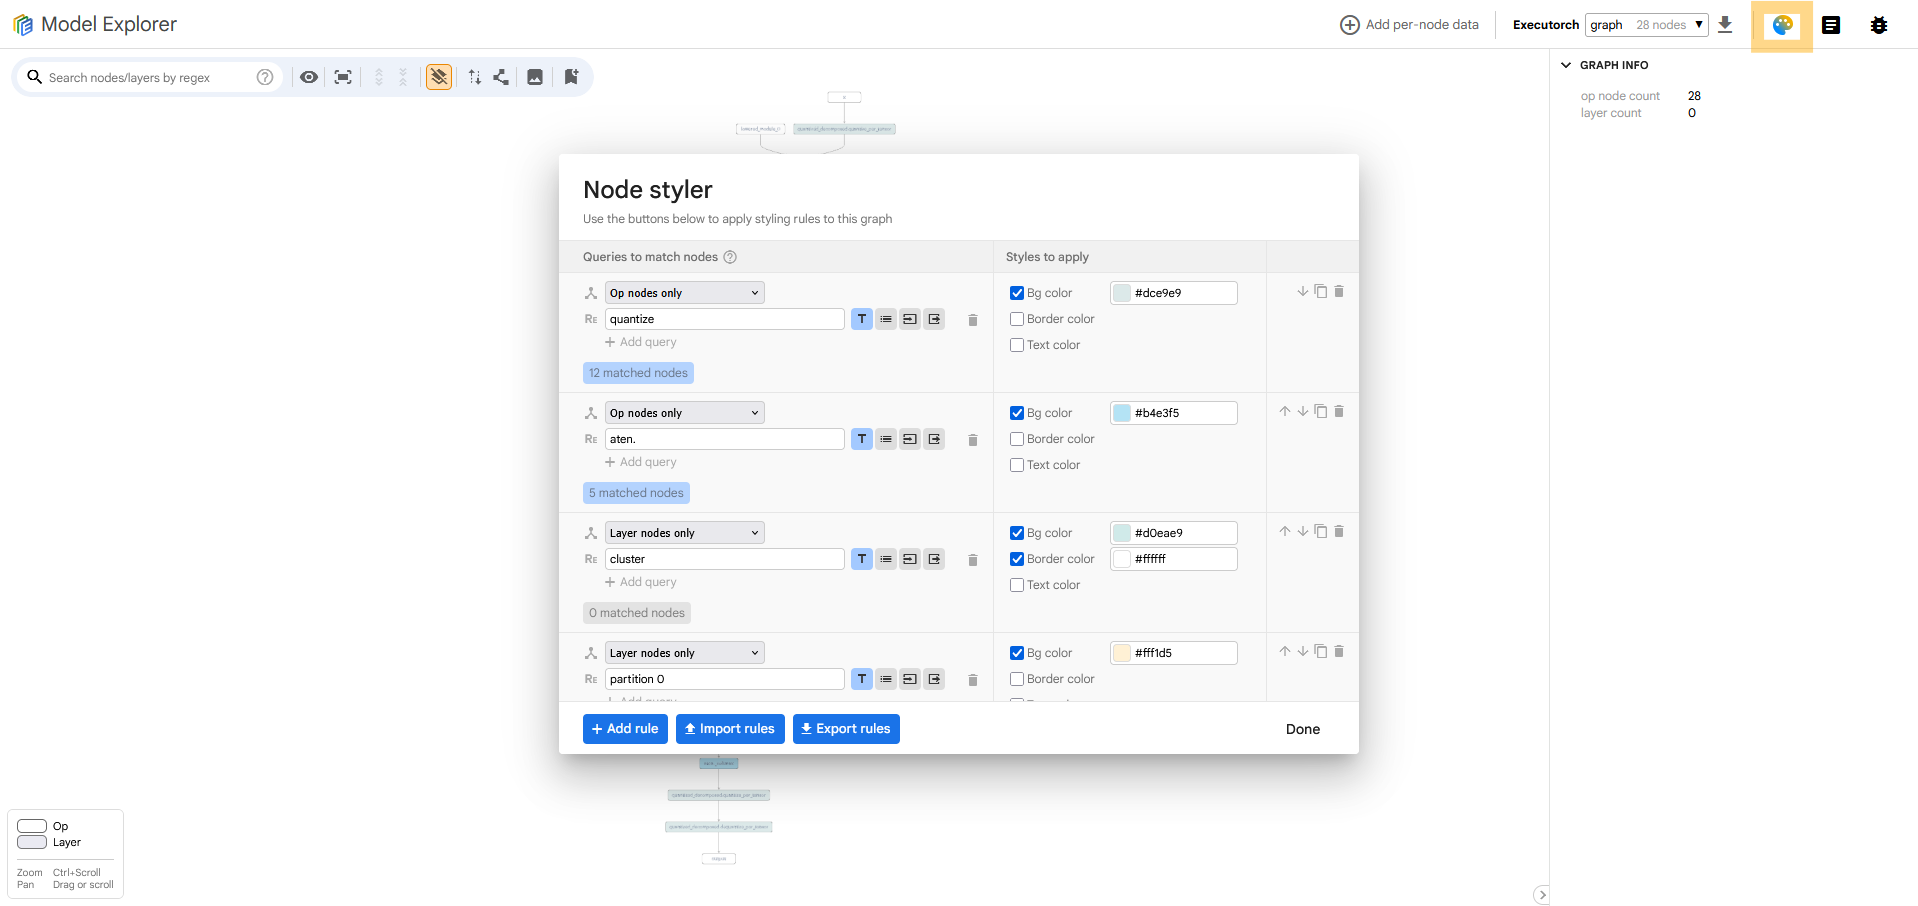 Model Explorer
Add per-node data
Executorch
graph 28 nodes
Search nodes/layers by regex
GRAPH INFO
op node count 28
layer count 0
Node styler
Use the buttons below to apply styling rules to this graph
Queries to match nodes
Styles to apply
Op nodes only
Bg color #dce9e9
RE quantize
T
Border color
Add query
Text color
12 matched nodes
Op nodes only
Bg color #b4e3f5
RE aten.
T
Border color
Add query
Text color
5 matched nodes
Layer nodes only
Bg color #d0eae9
RE cluster
T
Border color #ffffff
Add query
Text color
0 matched nodes
Layer nodes only
Bg color #fff1d5
RE partition 0
T
Border color
Add query
Add rule
Import rules
Export rules
Done
Op
Layer
Zoom Ctrl+Scroll
Pan Drag or scroll